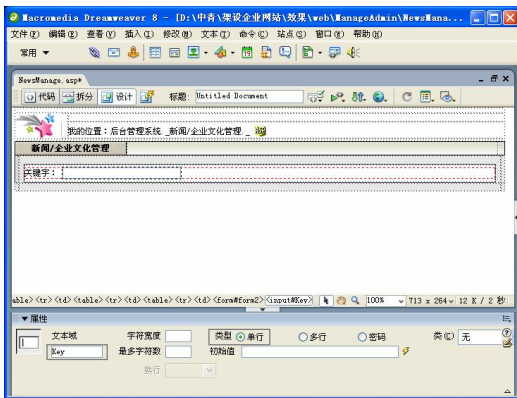 Macromedia Dreamweaver 8 - [D:\中青\架设企业网站\效果\web\ManageAdmin\NewsMana...
文件(F) 编辑(E) 查看(V) 插入(I) 修改(M) 文本(T) 命令(C) 站点(S) 窗口(W) 帮助(H)
常用
NewsManage.asp*
代码 拆分 设计 标题: Untitled Document
我的位置：后台管理系统 _新闻/企业文化管理 _
新闻/企业文化管理
关键字：
able> <tr> <td> <table> <tr> <td> <table> <tr> <td> <form#form2> <input#Key> 100% 713 x 264 12 K / 2 秒
属性
文本域 字符宽度 类型 单行 多行 密码 类(C) 无
Key 最多字符数 初始值
换行